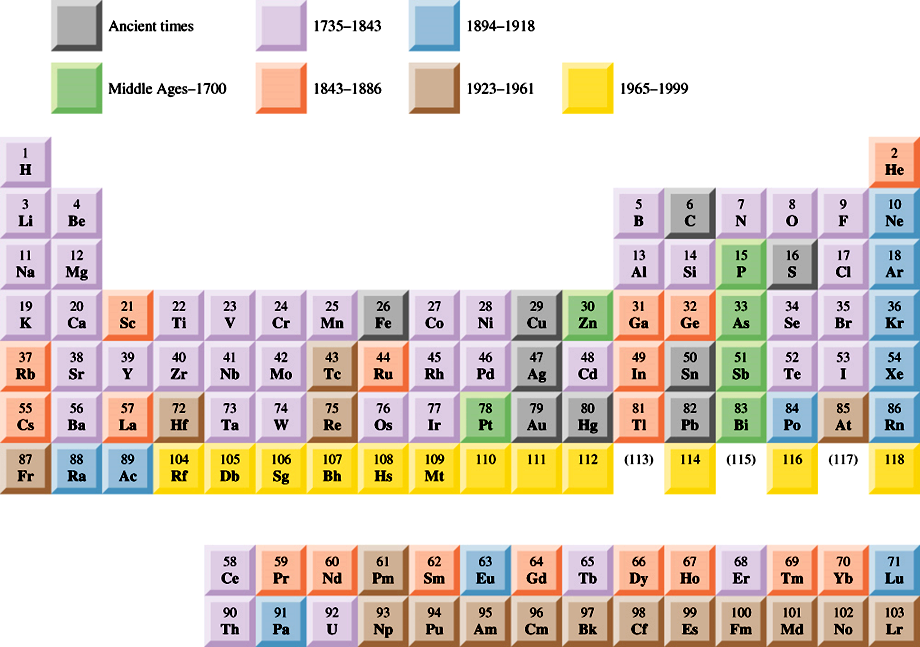 Ancient times 1735–1843 1894–1918
Middle Ages–1700 1843–1886 1923–1961 1965–1999
1 2
H He
3 4 5 6 7 8 9 10
Li Be B C N O F Ne
11 12 13 14 15 16 17 18
Na Mg Al Si P S Cl Ar
19 20 21 22 23 24 25 26 27 28 29 30 31 32 33 34 35 36
K Ca Sc Ti V Cr Mn Fe Co Ni Cu Zn Ga Ge As Se Br Kr
37 38 39 40 41 42 43 44 45 46 47 48 49 50 51 52 53 54
Rb Sr Y Zr Nb Mo Tc Ru Rh Pd Ag Cd In Sn Sb Te I Xe
55 56 57 72 73 74 75 76 77 78 79 80 81 82 83 84 85 86
Cs Ba La Hf Ta W Re Os Ir Pt Au Hg Tl Pb Bi Po At Rn
87 88 89 104 105 106 107 108 109 110 111 112 (113) 114 (115) 116 (117) 118
Fr Ra Ac Rf Db Sg Bh Hs Mt
58 59 60 61 62 63 64 65 66 67 68 69 70 71
Ce Pr Nd Pm Sm Eu Gd Tb Dy Ho Er Tm Yb Lu
90 91 92 93 94 95 96 97 98 99 100 101 102 103
Th Pa U Np Pu Am Cm Bk Cf Es Fm Md No Lr